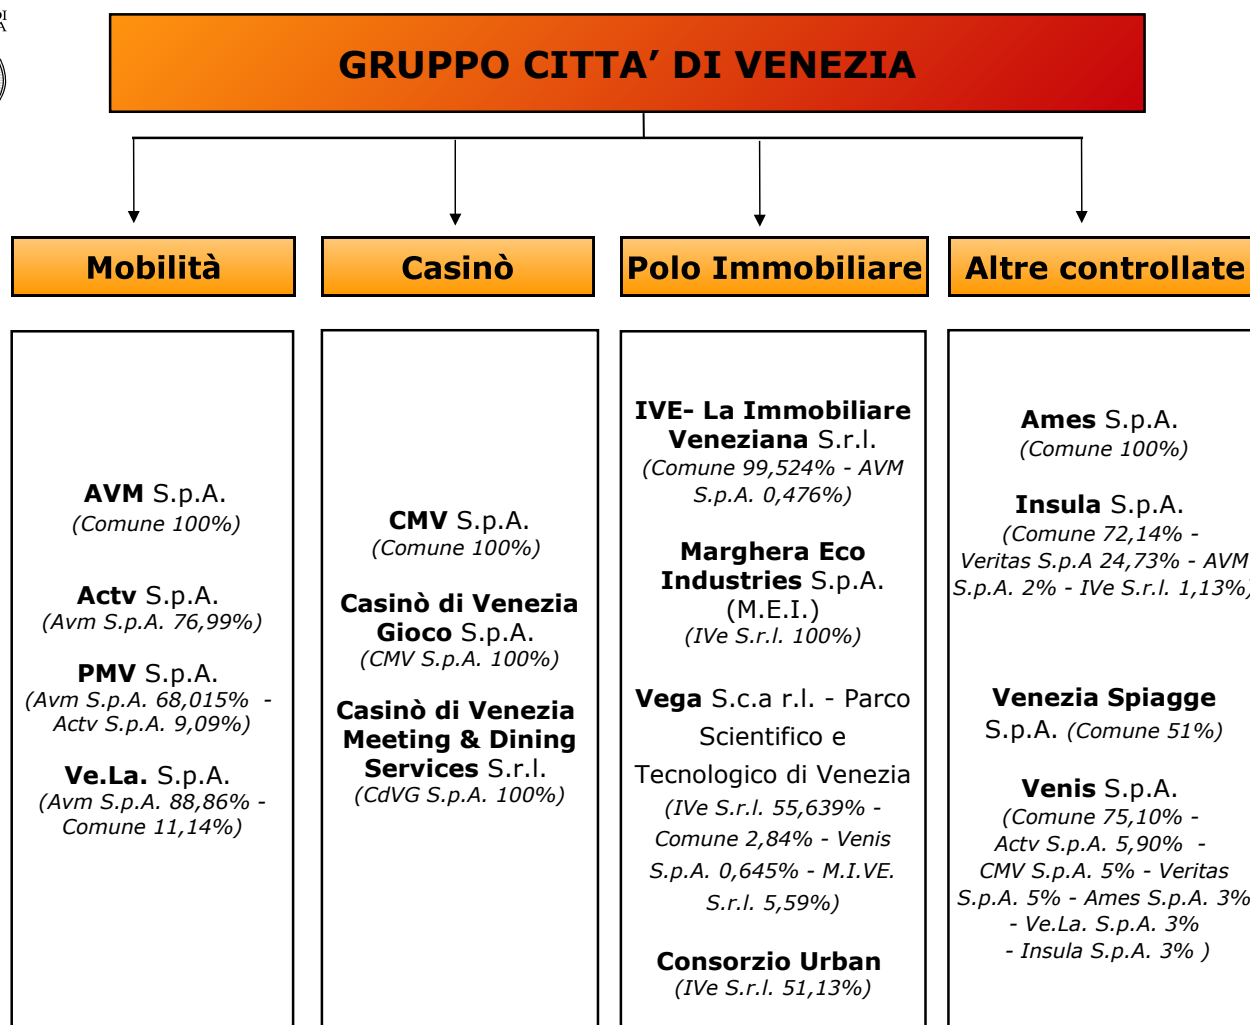 GRUPPO CITTA’ DI VENEZIA
Mobilità
Casinò
Polo Immobiliare
Altre controllate
AVM S.p.A.
(Comune 100%)
Actv S.p.A.
(Avm S.p.A. 76,99%)
PMV S.p.A.
(Avm S.p.A. 68,015% -
Actv S.p.A. 9,09%)
Ve.La. S.p.A.
(Avm S.p.A. 88,86% -
Comune 11,14%)
CMV S.p.A.
(Comune 100%)
Casinò di Venezia
Gioco S.p.A.
(CMV S.p.A. 100%)
Casinò di Venezia
Meeting & Dining
Services S.r.l.
(CdVG S.p.A. 100%)
IVE- La Immobiliare
Veneziana S.r.l.
(Comune 99,524% - AVM
S.p.A. 0,476%)
Marghera Eco
Industries S.p.A.
(M.E.I.)
(IVe S.r.l. 100%)
Vega S.c.a r.l. - Parco
Scientifico e
Tecnologico di Venezia
(IVe S.r.l. 55,639% -
Comune 2,84% - Venis
S.p.A. 0,645% - M.I.VE.
S.r.l. 5,59%)
Consorzio Urban
(IVe S.r.l. 51,13%)
Ames S.p.A.
(Comune 100%)
Insula S.p.A.
(Comune 72,14% -
Veritas S.p.A 24,73% - AVM
S.p.A. 2% - IVe S.r.l. 1,13%)
Venezia Spiagge
S.p.A. (Comune 51%)
Venis S.p.A.
(Comune 75,10% -
Actv S.p.A. 5,90% -
CMV S.p.A. 5% - Veritas
S.p.A. 5% - Ames S.p.A. 3%
- Ve.La. S.p.A. 3%
- Insula S.p.A. 3% )